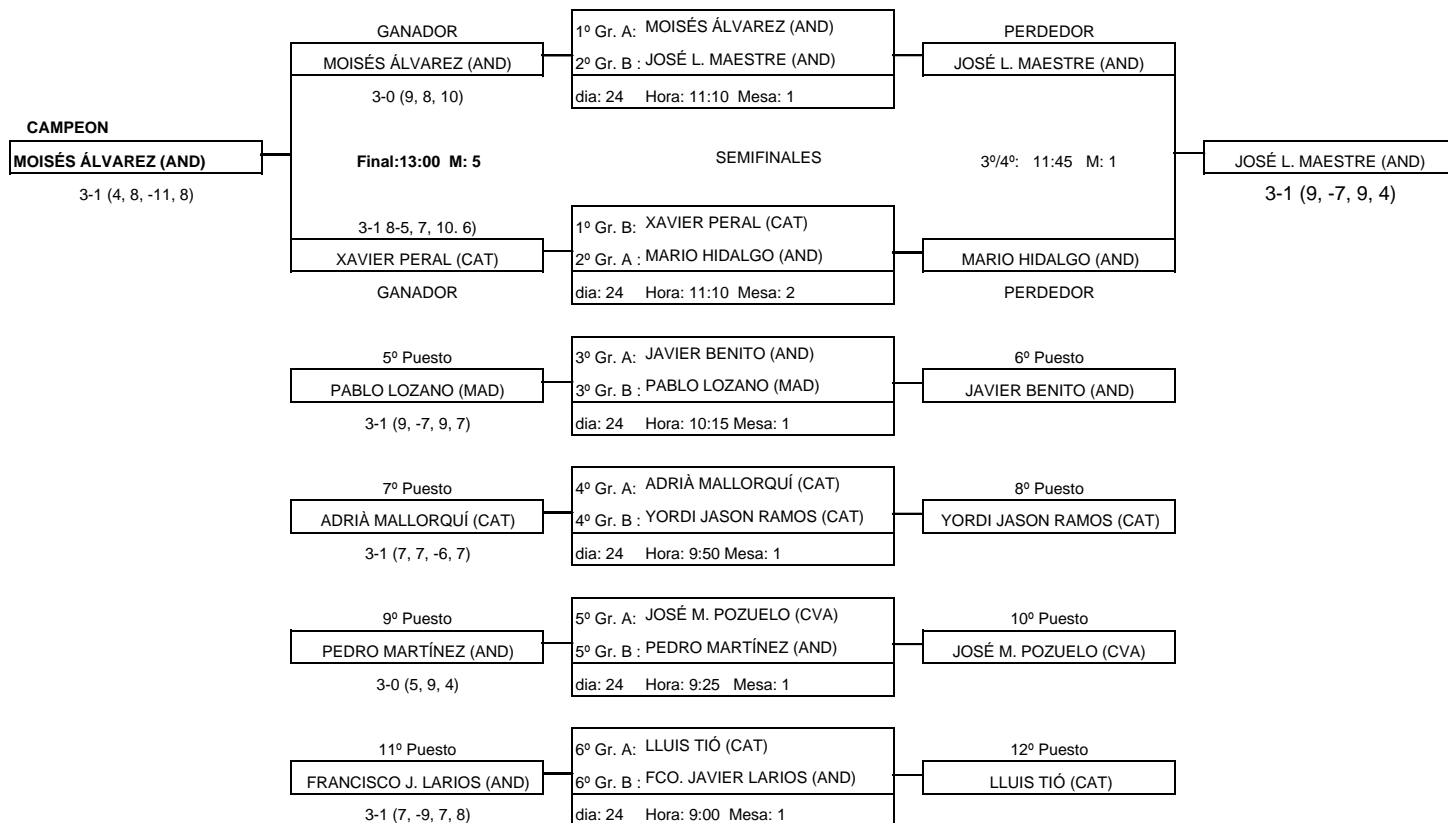 GANADOR
1º Gr. A: MOISÉS ÁLVAREZ (AND)
PERDEDOR
MOISÉS ÁLVAREZ (AND)
2º Gr. B : JOSÉ L. MAESTRE (AND)
JOSÉ L. MAESTRE (AND)
3-0 (9, 8, 10)
dia: 24 Hora: 11:10 Mesa: 1
CAMPEON
MOISÉS ÁLVAREZ (AND)
Final:13:00 M: 5
SEMIFINALES
3º/4º: 11:45 M: 1
JOSÉ L. MAESTRE (AND)
3-1 (4, 8, -11, 8)
3-1 (9, -7, 9, 4)
3-1 8-5, 7, 10. 6)
1º Gr. B: XAVIER PERAL (CAT)
XAVIER PERAL (CAT)
2º Gr. A : MARIO HIDALGO (AND)
MARIO HIDALGO (AND)
GANADOR
dia: 24 Hora: 11:10 Mesa: 2
PERDEDOR
5º Puesto
3º Gr. A: JAVIER BENITO (AND)
6º Puesto
PABLO LOZANO (MAD)
3º Gr. B : PABLO LOZANO (MAD)
JAVIER BENITO (AND)
3-1 (9, -7, 9, 7)
dia: 24 Hora: 10:15 Mesa: 1
7º Puesto
4º Gr. A: ADRIÀ MALLORQUÍ (CAT)
8º Puesto
ADRIÀ MALLORQUÍ (CAT)
4º Gr. B : YORDI JASON RAMOS (CAT)
YORDI JASON RAMOS (CAT)
3-1 (7, 7, -6, 7)
dia: 24 Hora: 9:50 Mesa: 1
9º Puesto
5º Gr. A: JOSÉ M. POZUELO (CVA)
10º Puesto
PEDRO MARTÍNEZ (AND)
5º Gr. B : PEDRO MARTÍNEZ (AND)
JOSÉ M. POZUELO (CVA)
3-0 (5, 9, 4)
dia: 24 Hora: 9:25 Mesa: 1
11º Puesto
6º Gr. A: LLUIS TIÓ (CAT)
12º Puesto
FRANCISCO J. LARIOS (AND)
6º Gr. B : FCO. JAVIER LARIOS (AND)
LLUIS TIÓ (CAT)
3-1 (7, -9, 7, 8)
dia: 24 Hora: 9:00 Mesa: 1